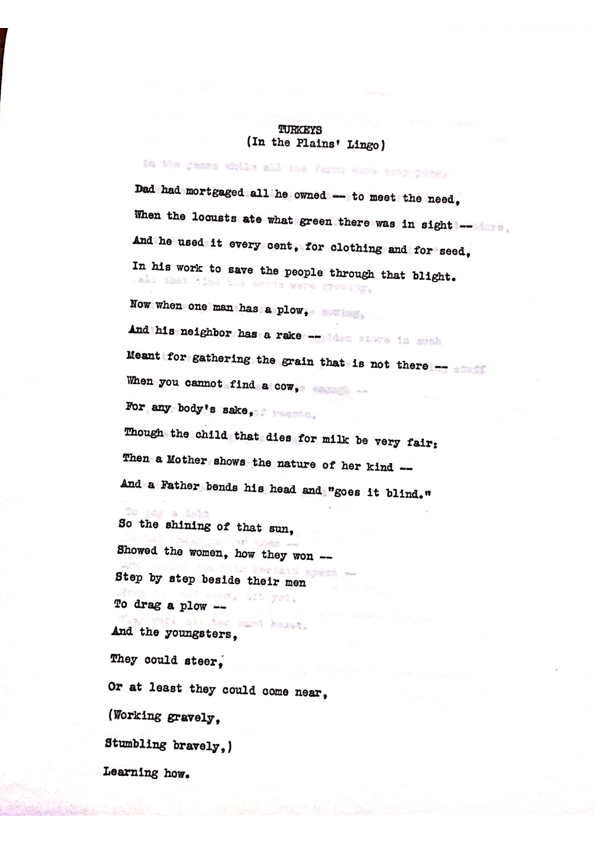 TURKEYS
(In the Plains' Lingo)
Dad had mortgaged all he owned -- to meet the need,
When the locusts ate what green there was in sight --
And he used it every cent, for clothing and for seed,
In his work to save the people through that blight.
Now when one man has a plow,
And his neighbor has a rake --
Meant for gathering the grain that is not there --
When you cannot find a cow,
For any body's sake,
Though the child that dies for milk be very fair;
Then a Mother shows the nature of her kind --
And a Father bends his head and "goes it blind."
So the shining of that sun,
Showed the women, how they won --
Step by step beside their men
To drag a plow --
And the youngsters,
They could steer,
Or at least they could come near,
(Working gravely,
Stumbling bravely,)
Learning how.